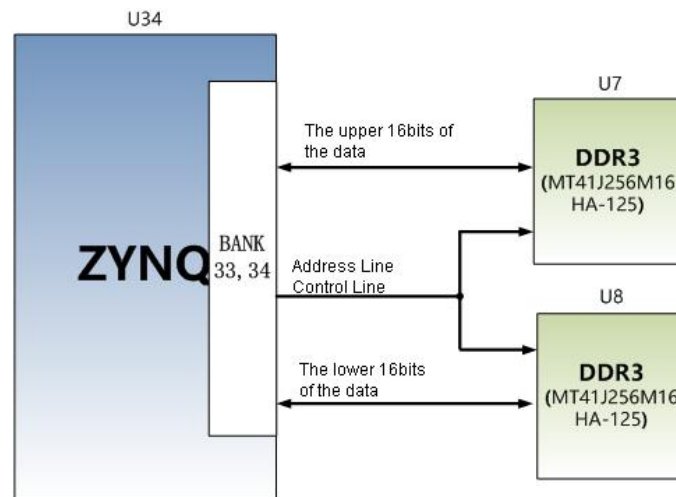 U34
ZYNQ
BANK
33, 34
The upper 16bits of
the data
Address Line
Control Line
The lower 16bits
of the data
U7
DDR3
(MT41J256M16
HA-125)
U8
DDR3
(MT41J256M16
HA-125)